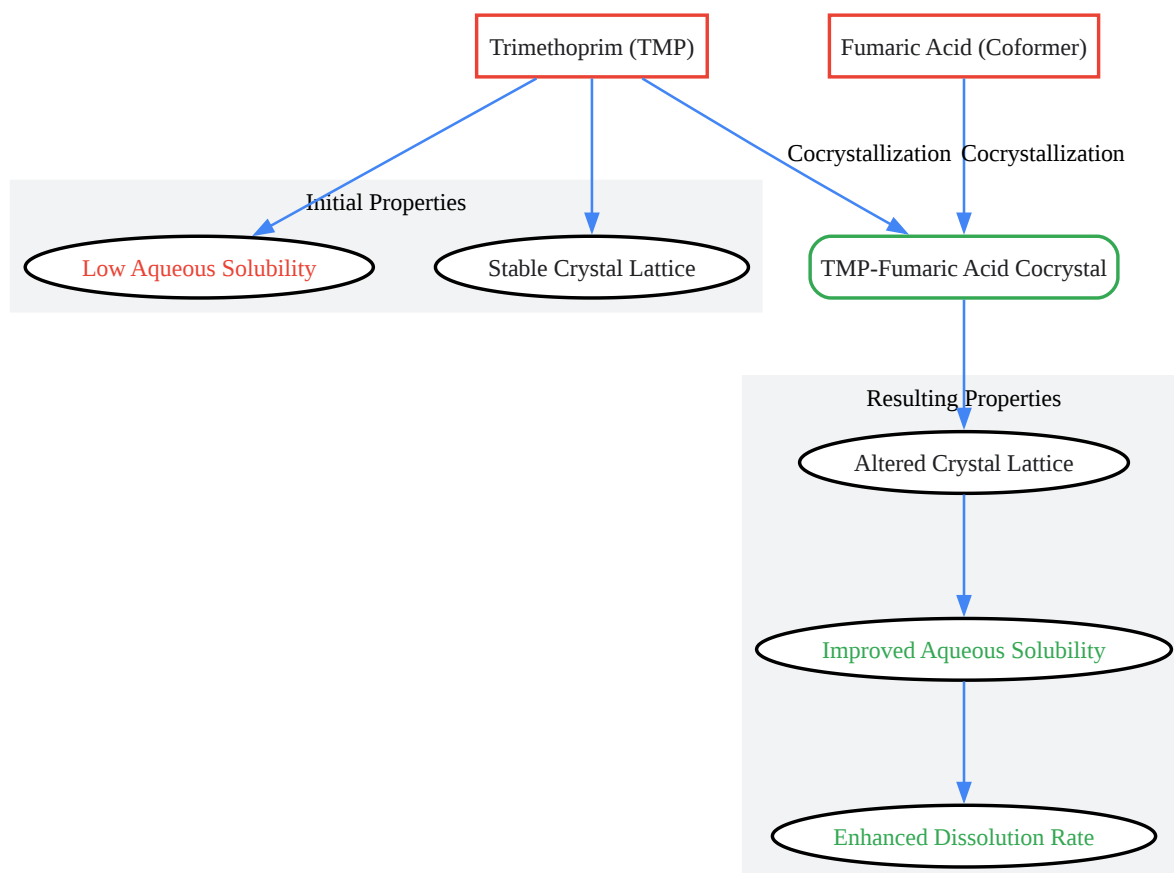 Trimethoprim (TMP)
Fumaric Acid (Coformer)
Cocrystallization
Cocrystallization
Initial Properties
Low Aqueous Solubility
Stable Crystal Lattice
TMP-Fumaric Acid Cocrystal
Resulting Properties
Altered Crystal Lattice
Improved Aqueous Solubility
Enhanced Dissolution Rate